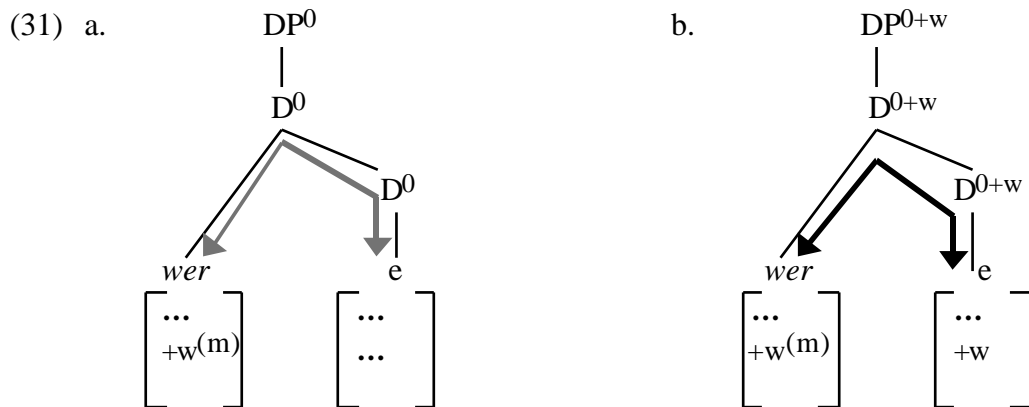 (31) a. DP0 b. DP0+w
D0 D0+w
D0 D0+w
wer e wer e
... ... ... ...
+w(m) ... +w(m) +w